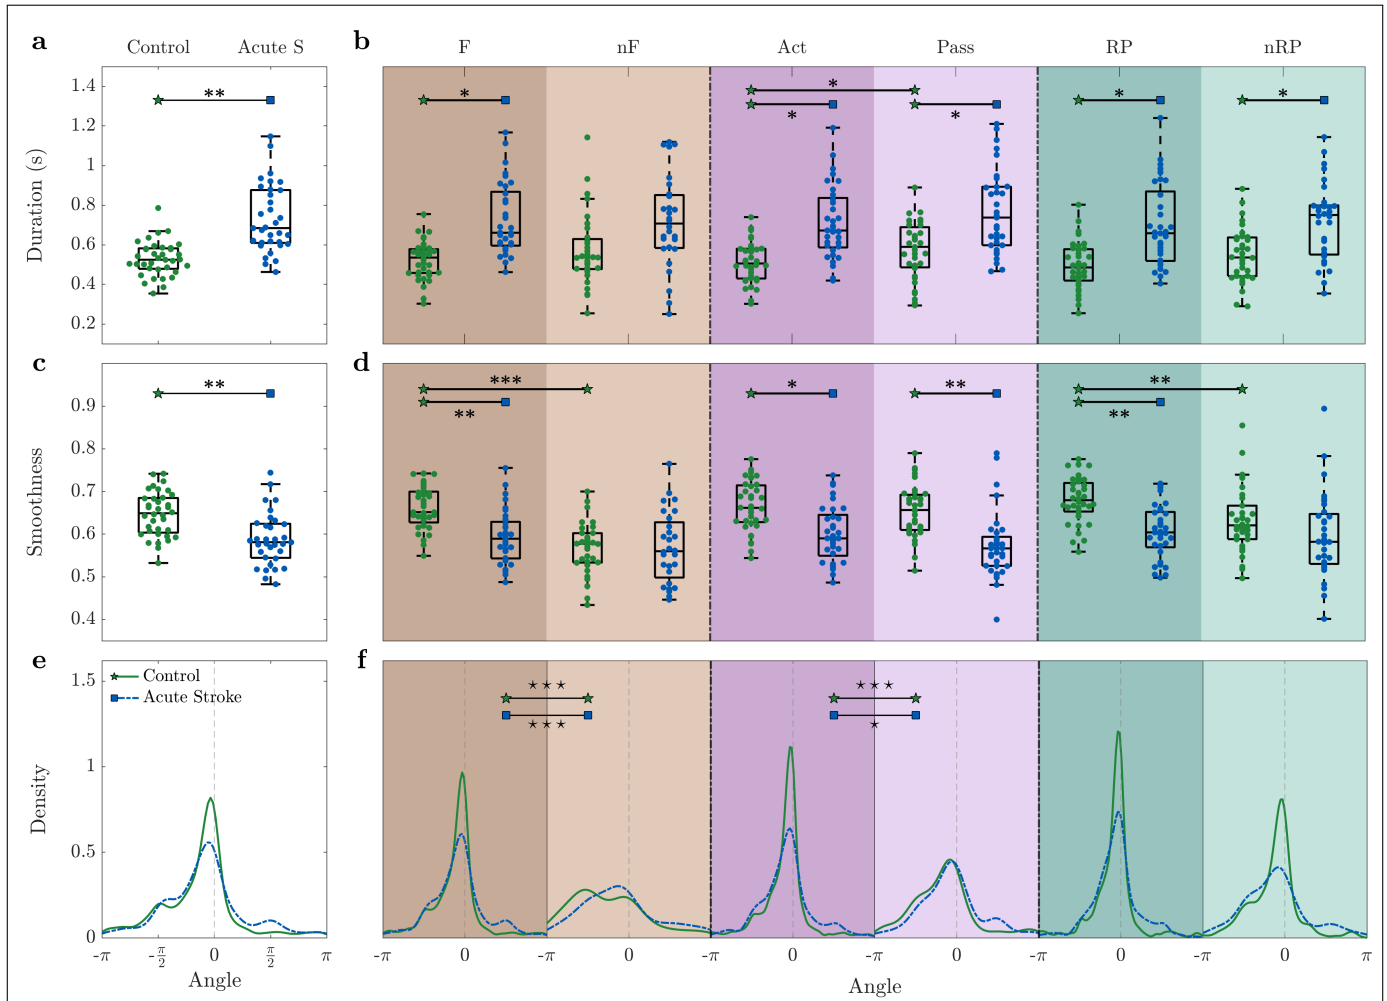 a
Control
Acute S
b
F
nF
Act
Pass
RP
nRP
Duration (s)
1.4
1.2
1
0.8
0.6
0.4
0.2
**
*
*
*
*
*
*
c
d
Smoothness
0.9
0.8
0.7
0.6
0.5
0.4
**
***
**
*
**
**
**
e
f
Control
Acute Stroke
Density
1.5
1
0.5
0
⋆⋆⋆
⋆⋆⋆
⋆⋆⋆
⋆
-π
-π/2
0
π/2
π
Angle
-π
0
-π
0
-π
0
-π
0
-π
0
-π
0
π
Angle